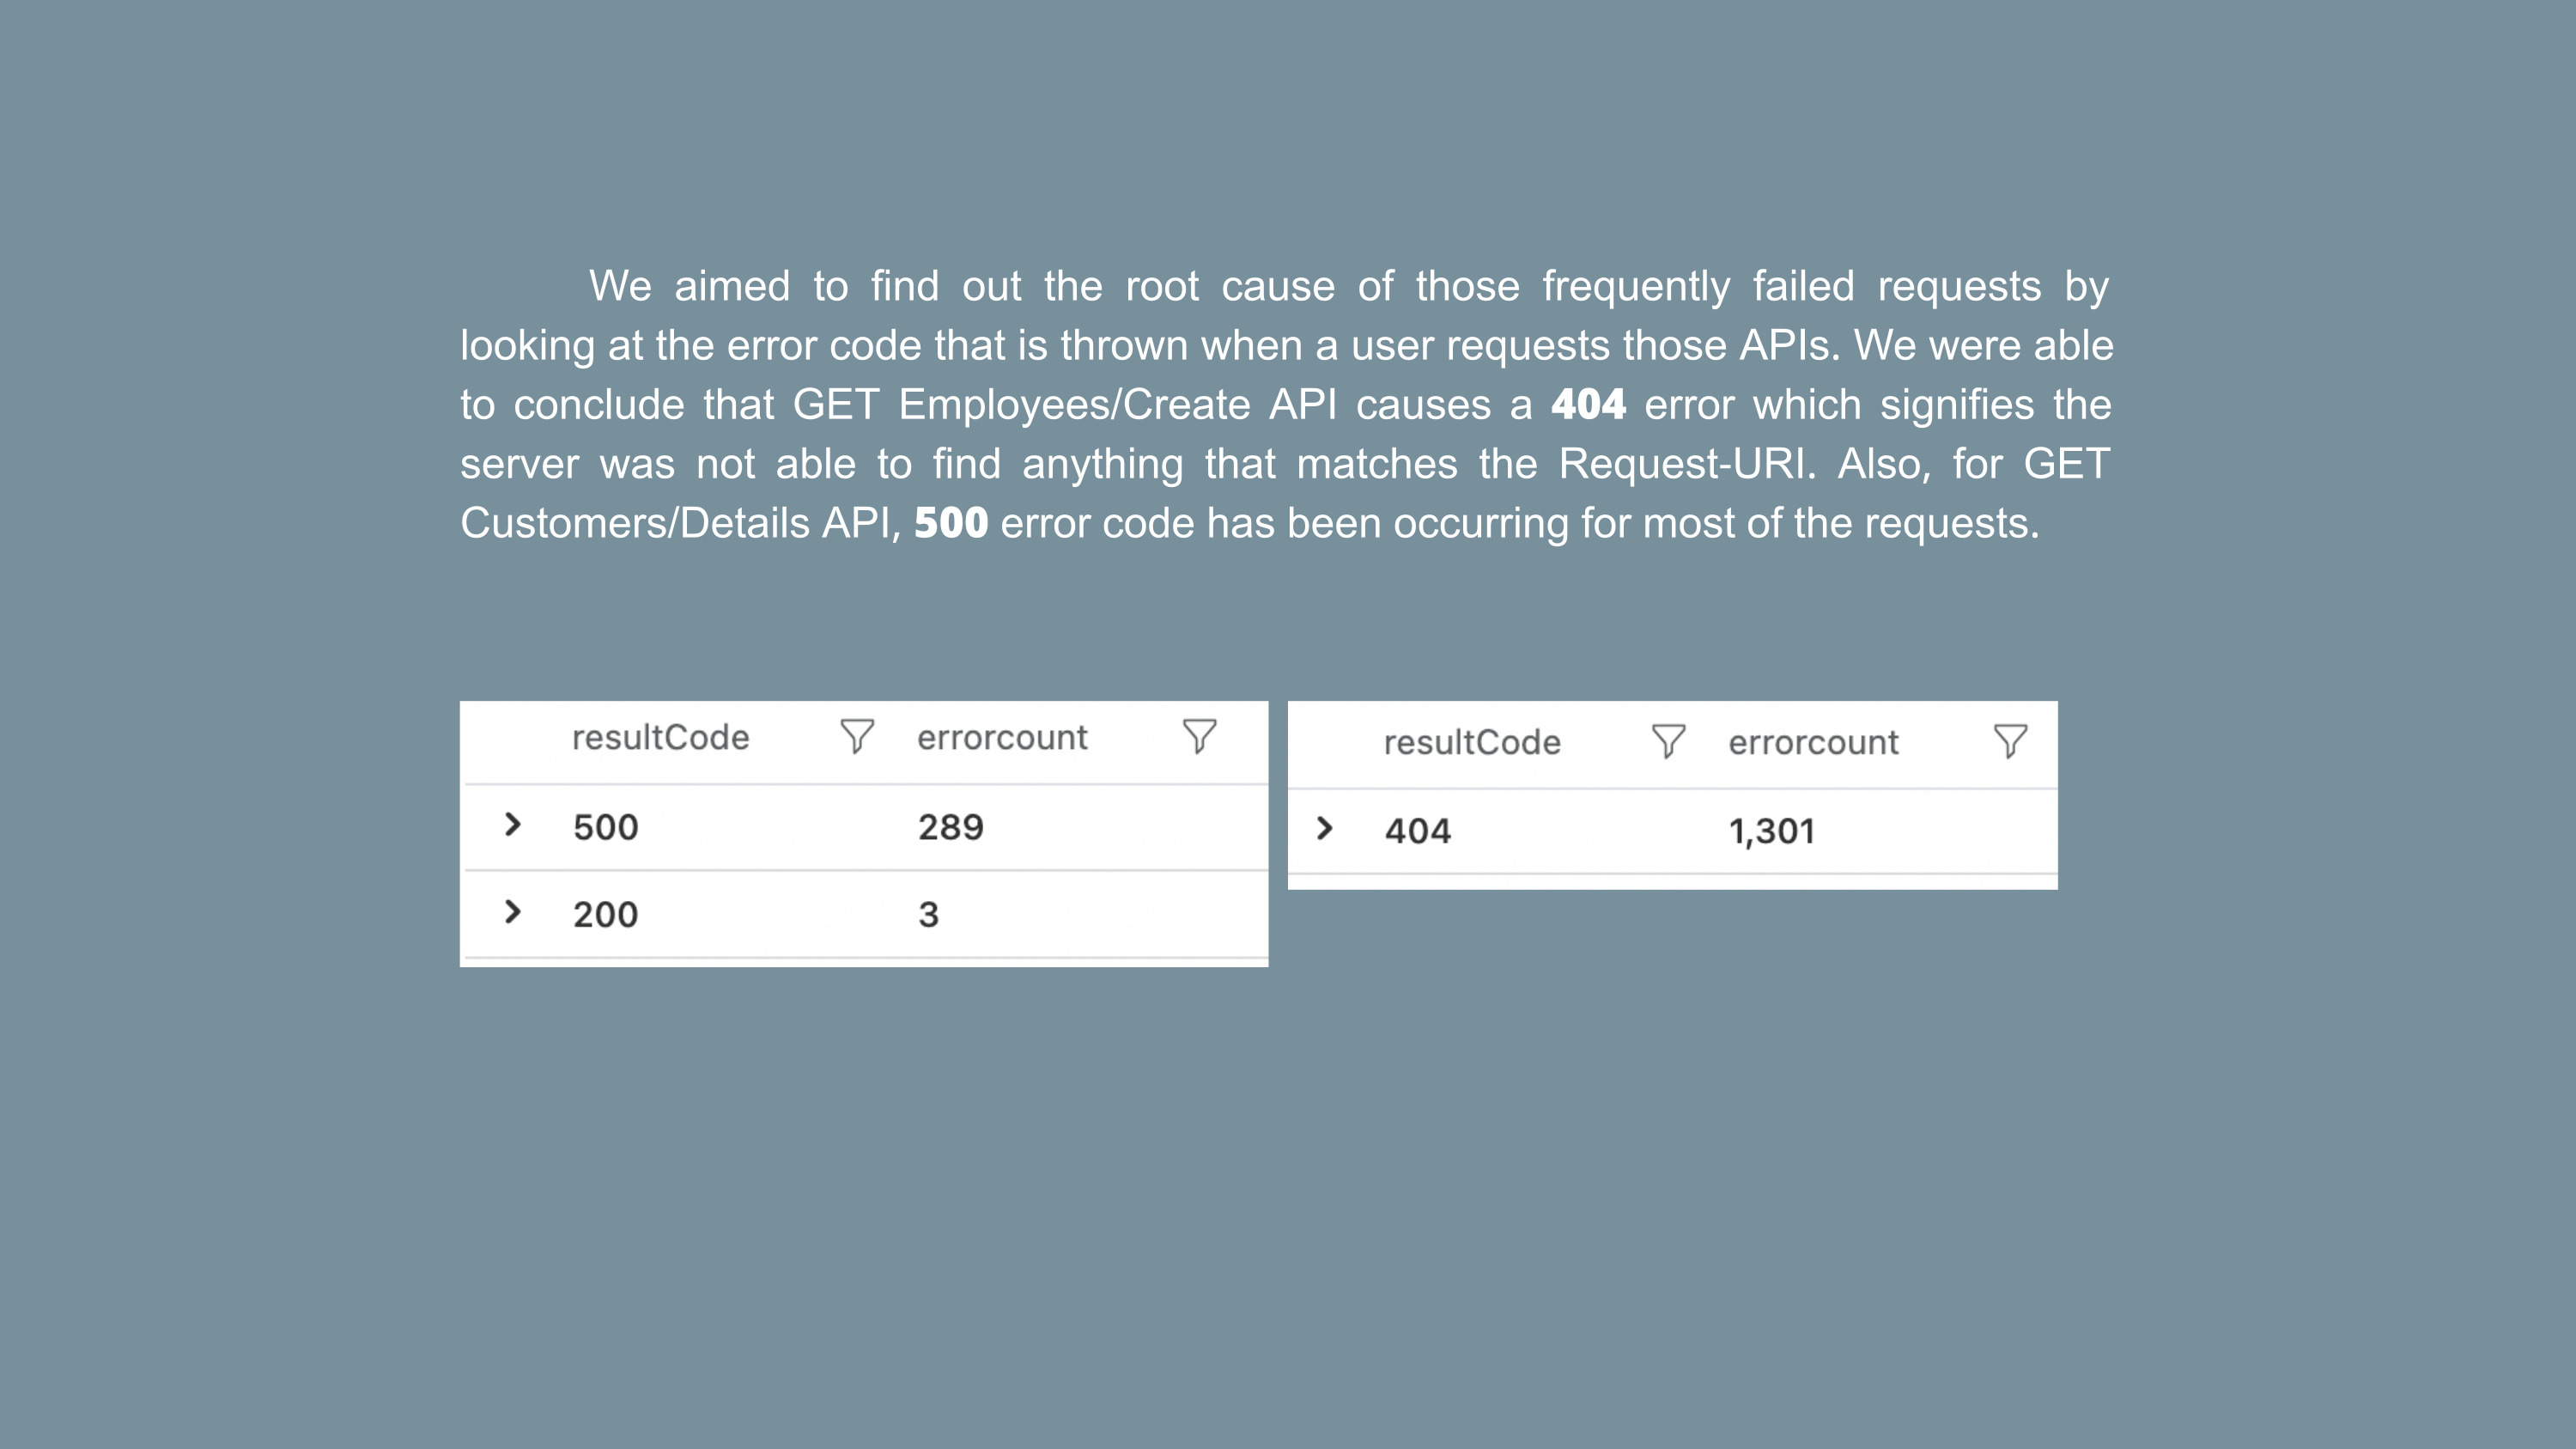 We aimed to find out the root cause of those frequently failed requests by
looking at the error code that is thrown when a user requests those APIs. We were able
to conclude that GET Employees/Create API causes a 404 error which signifies the
server was not able to find anything that matches the Request-URI. Also, for GET
Customers/Details API, 500 error code has been occurring for most of the requests.
resultCode errorcount
500 289
200 3
resultCode errorcount
404 1,301